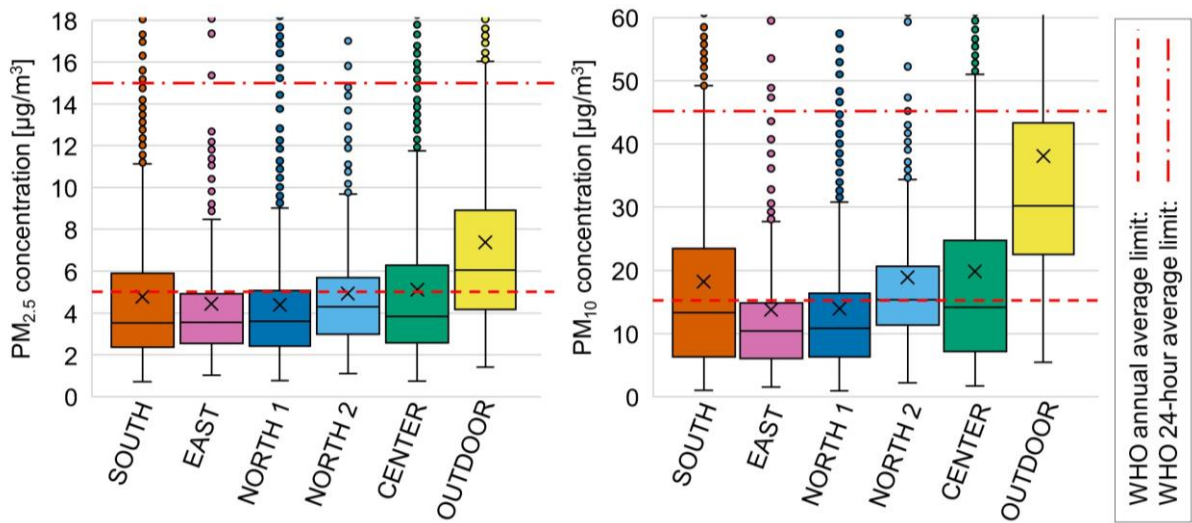 PM2.5 concentration [µg/m³]
18
16
14
12
10
8
6
4
2
0
SOUTH
EAST
NORTH 1
NORTH 2
CENTER
OUTDOOR
PM10 concentration [µg/m³]
60
50
40
30
20
10
0
SOUTH
EAST
NORTH 1
NORTH 2
CENTER
OUTDOOR
WHO annual average limit:
WHO 24-hour average limit: